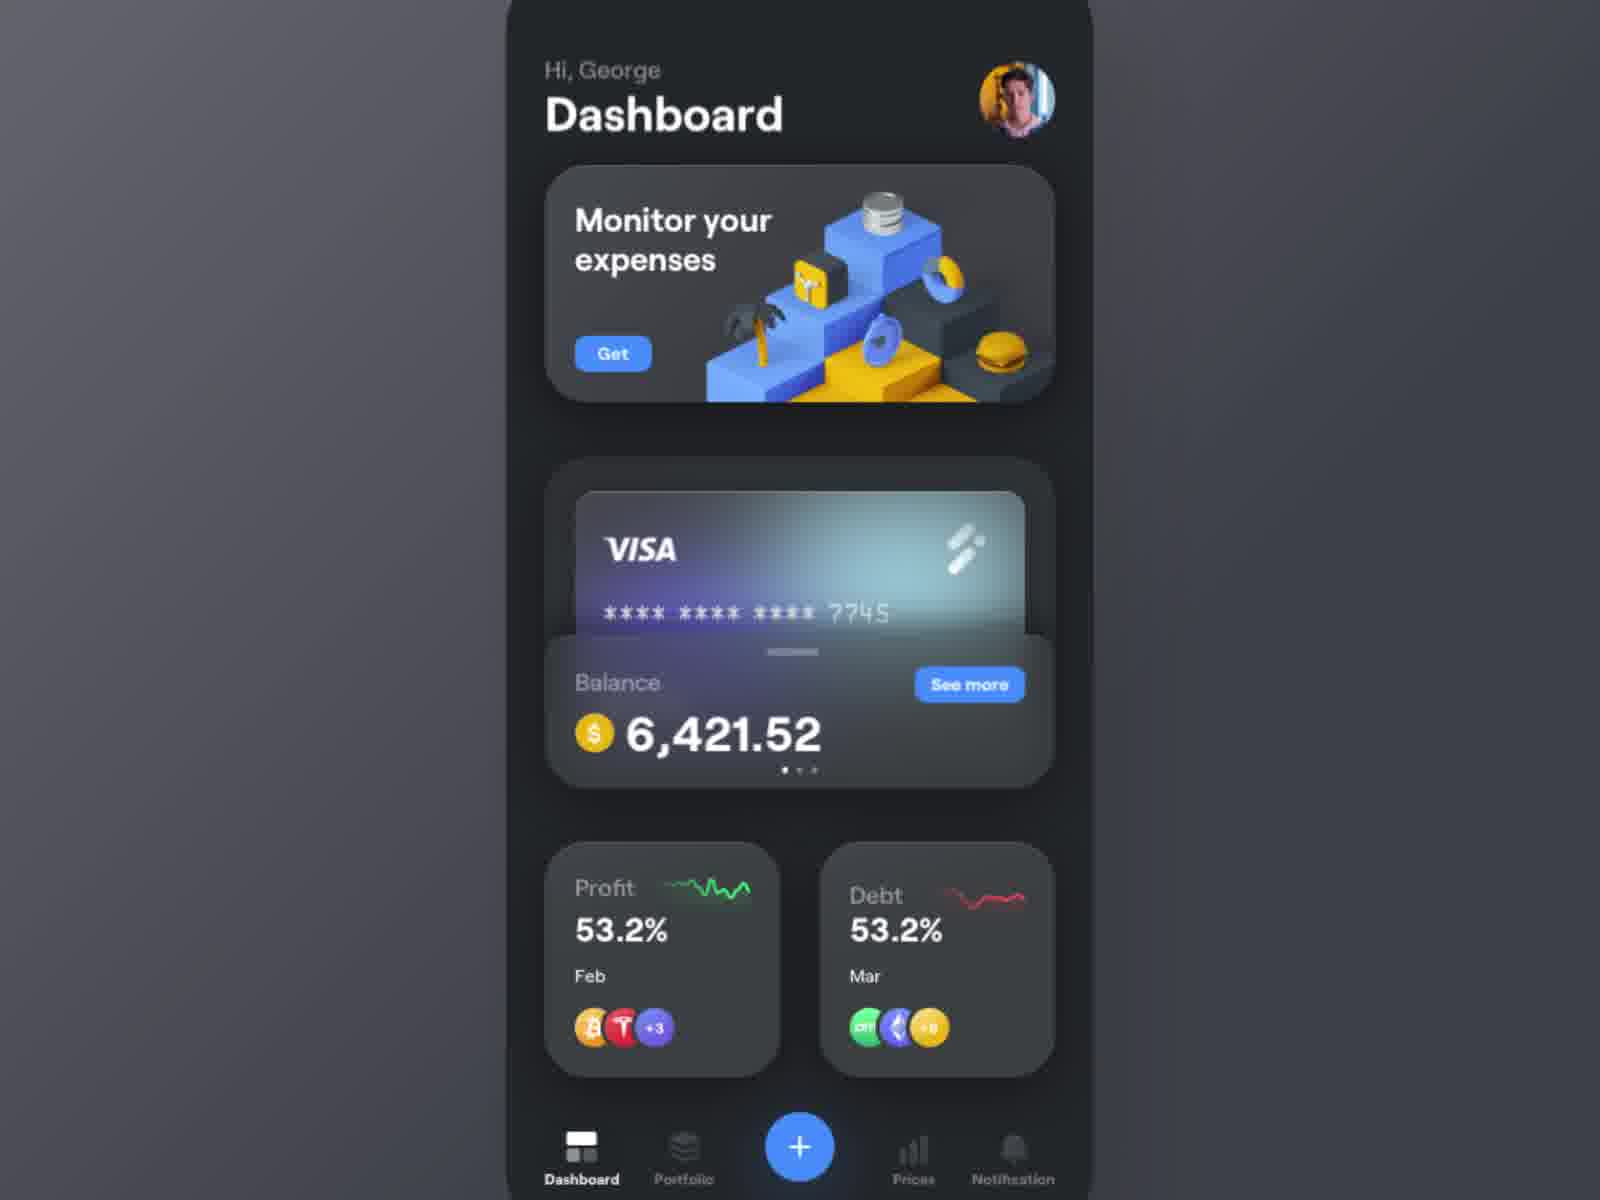 Hi, George
Dashboard
Monitor your
expenses
Get
VISA
**** **** **** 7745
Balance
See more
$ 6,421.52
Profit
53.2%
Feb
+3
Debt
53.2%
Mar
Dashboard
Portfolio
+
Prices
Notification